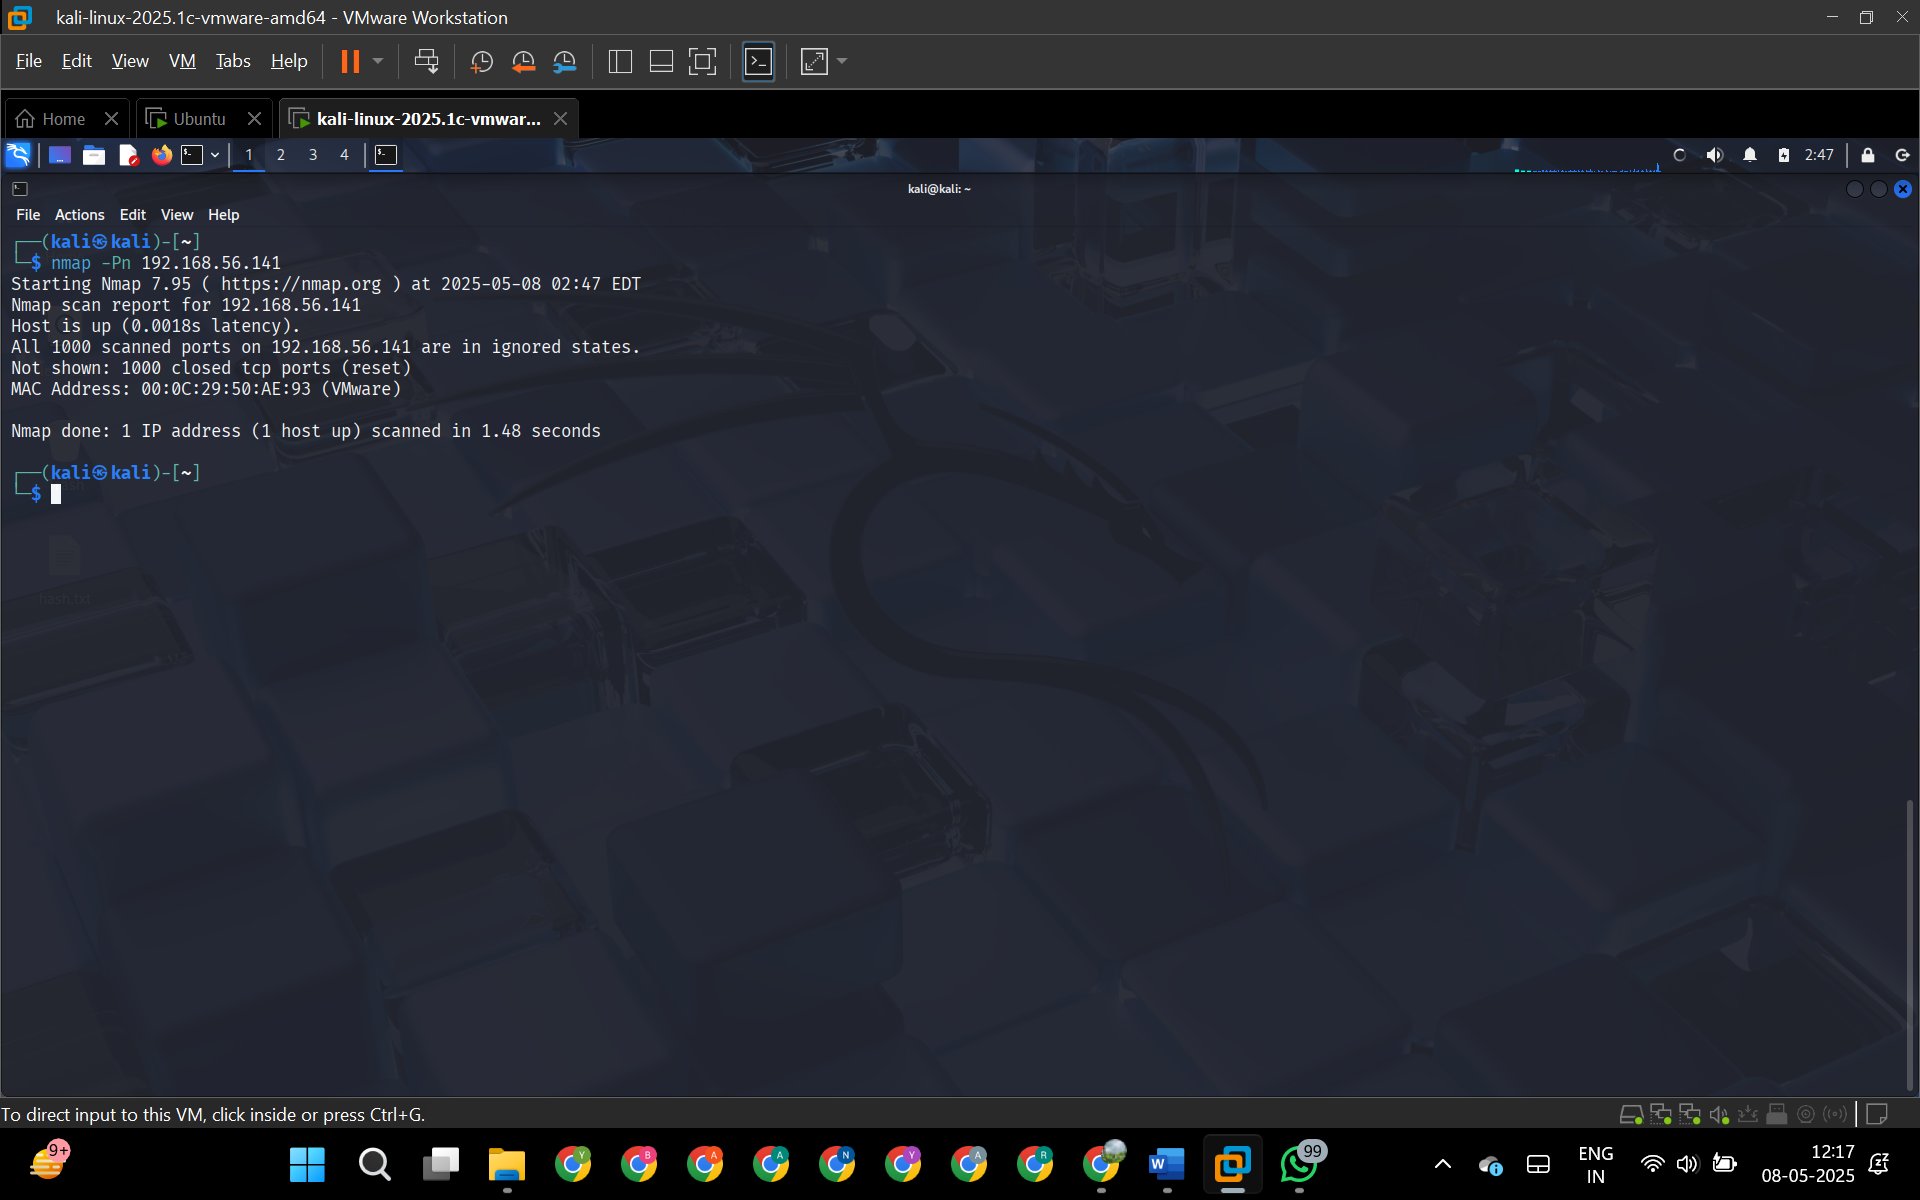 kali-linux-2025.1c-vmware-amd64 - VMware Workstation
File Edit View VM Tabs Help
Home
Ubuntu
kali-linux-2025.1c-vmwar...
1 2 3 4
2:47
kali@kali: ~
File Actions Edit View Help
┌──(kali㉿kali)-[~]
└─$ nmap -Pn 192.168.56.141
Starting Nmap 7.95 ( https://nmap.org ) at 2025-05-08 02:47 EDT
Nmap scan report for 192.168.56.141
Host is up (0.0018s latency).
All 1000 scanned ports on 192.168.56.141 are in ignored states.
Not shown: 1000 closed tcp ports (reset)
MAC Address: 00:0C:29:50:AE:93 (VMware)
Nmap done: 1 IP address (1 host up) scanned in 1.48 seconds
┌──(kali㉿kali)-[~]
└─$
hash.txt
To direct input to this VM, click inside or press Ctrl+G.
9+
Y
B
A
A
N
Y
A
R
W
99
ENG
IN
12:17
08-05-2025